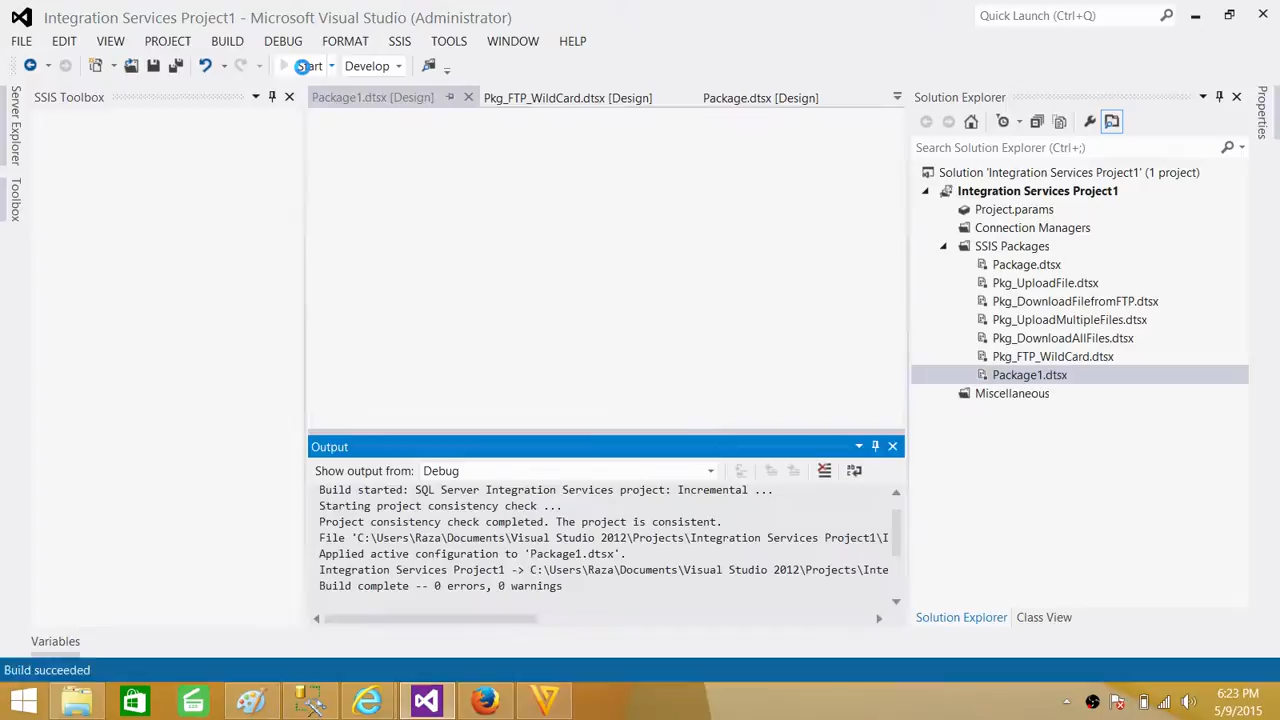 Integration Services Project1 - Microsoft Visual Studio (Administrator)
Quick Launch (Ctrl+Q)
FILE EDIT VIEW PROJECT BUILD DEBUG FORMAT SSIS TOOLS WINDOW HELP
Start Develop
Server Explorer
Toolbox
SSIS Toolbox
Package1.dtsx [Design] Pkg_FTP_WildCard.dtsx [Design] Package.dtsx [Design]
Output
Show output from: Debug
Build started: SQL Server Integration Services project: Incremental ...
Starting project consistency check ...
Project consistency check completed. The project is consistent.
File 'C:\Users\Raza\Documents\Visual Studio 2012\Projects\Integration Services Project1\I
Applied active configuration to 'Package1.dtsx'.
Integration Services Project1 -> C:\Users\Raza\Documents\Visual Studio 2012\Projects\Inte
Build complete -- 0 errors, 0 warnings
Solution Explorer
Search Solution Explorer (Ctrl+;)
Solution 'Integration Services Project1' (1 project)
Integration Services Project1
Project.params
Connection Managers
SSIS Packages
Package.dtsx
Pkg_UploadFile.dtsx
Pkg_DownloadFilefromFTP.dtsx
Pkg_UploadMultipleFiles.dtsx
Pkg_DownloadAllFiles.dtsx
Pkg_FTP_WildCard.dtsx
Package1.dtsx
Miscellaneous
Solution Explorer Class View
Properties
Variables
Build succeeded
6:23 PM
5/9/2015